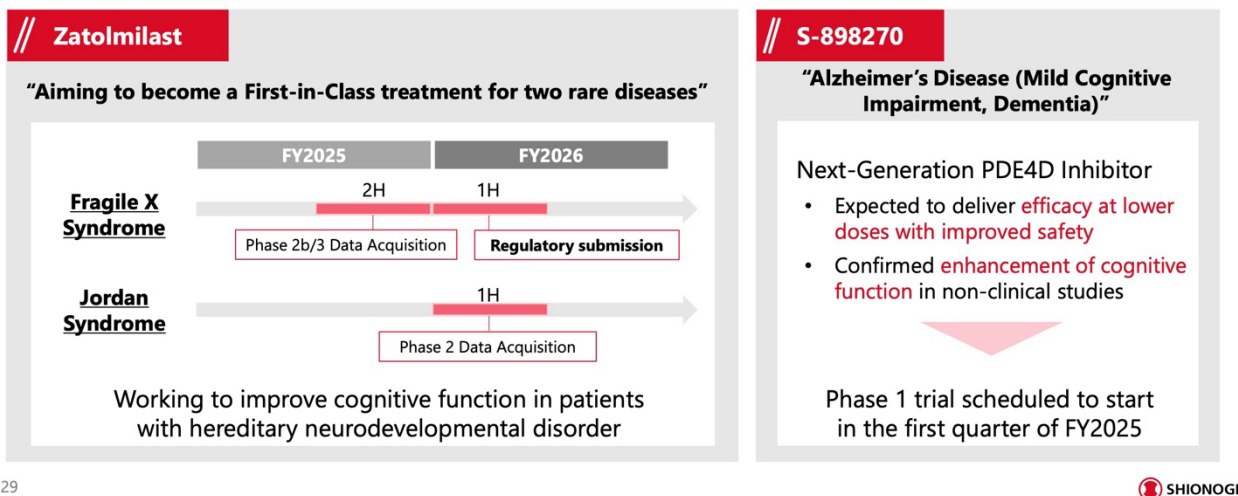 Zatolmilast
“Aiming to become a First-in-Class treatment for two rare diseases”
FY2025
FY2026
Fragile X
Syndrome
2H
1H
Phase 2b/3 Data Acquisition
Regulatory submission
Jordan
Syndrome
1H
Phase 2 Data Acquisition
Working to improve cognitive function in patients
with hereditary neurodevelopmental disorder
S-898270
“Alzheimer’s Disease (Mild Cognitive
Impairment, Dementia)”
Next-Generation PDE4D Inhibitor
• Expected to deliver efficacy at lower
doses with improved safety
• Confirmed enhancement of cognitive
function in non-clinical studies
Phase 1 trial scheduled to start
in the first quarter of FY2025
29
SHIONOGI